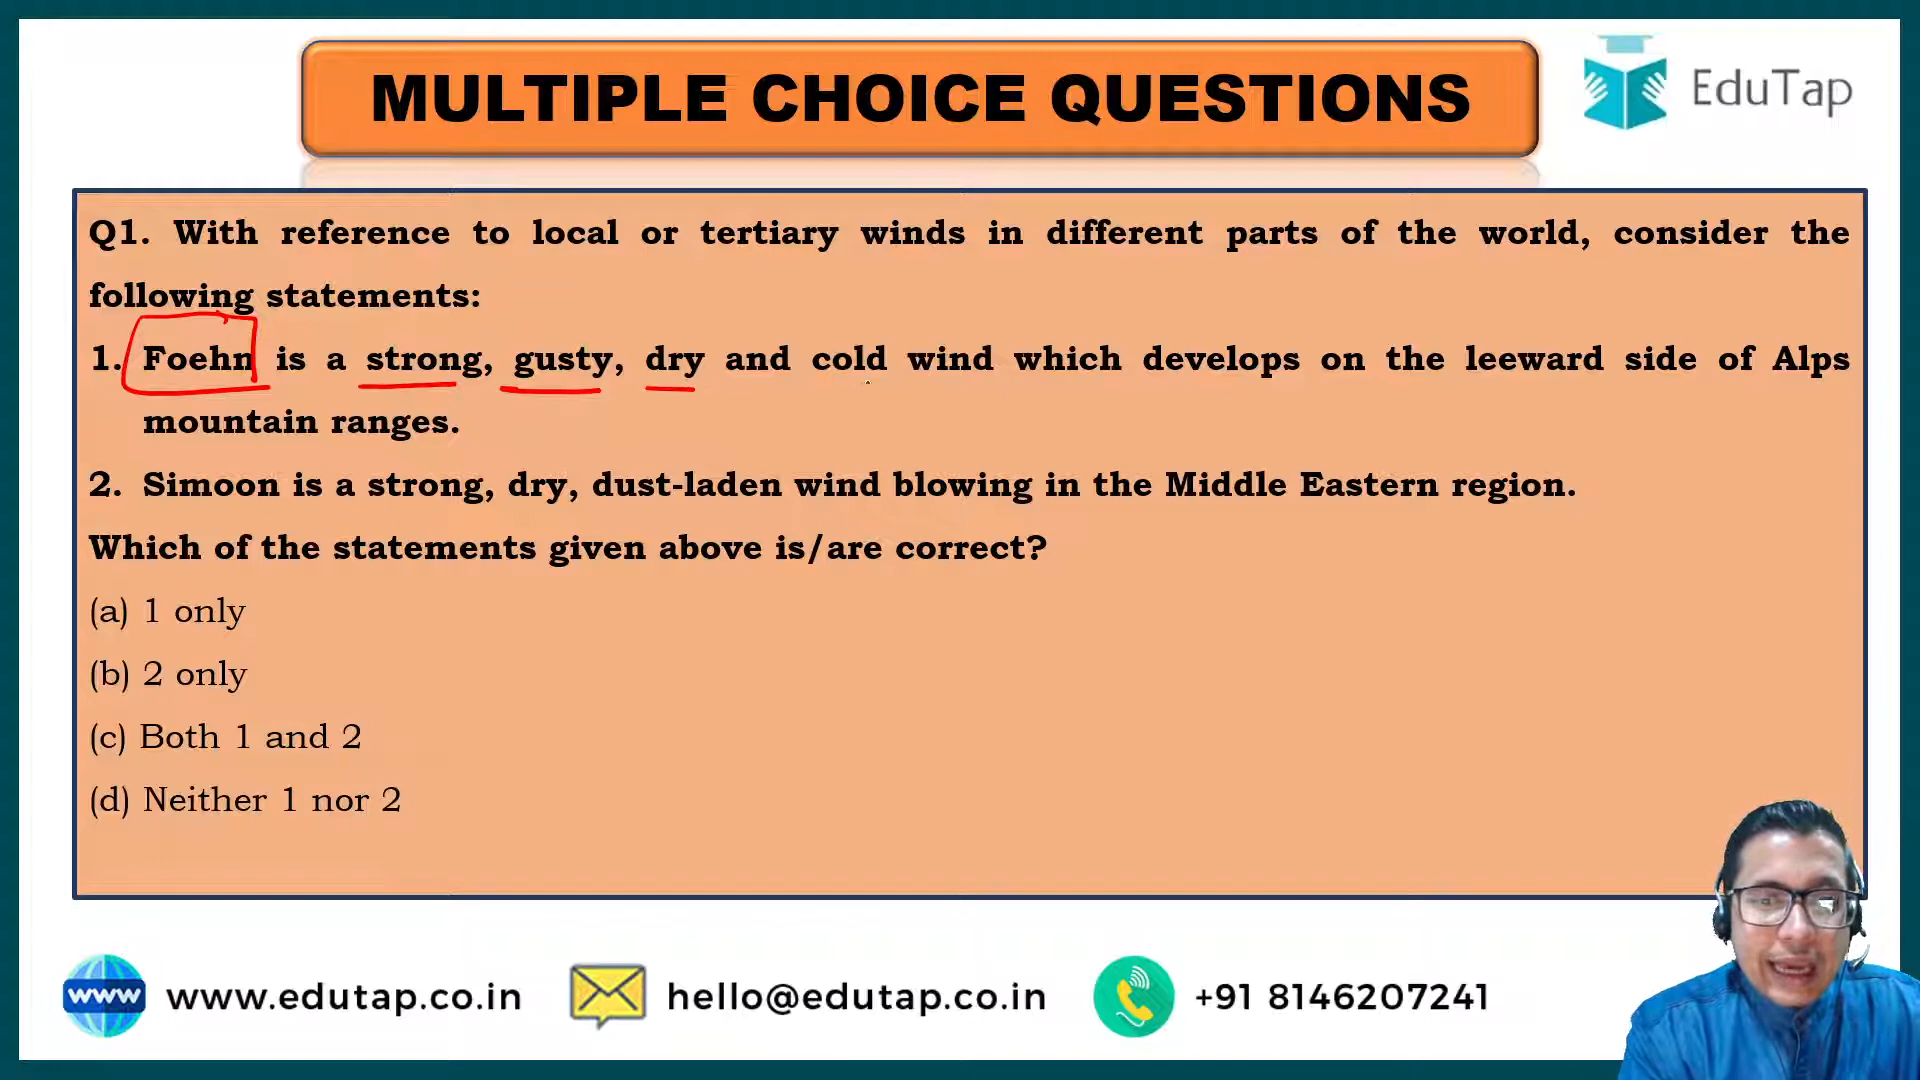 MULTIPLE CHOICE QUESTIONS
EduTap
Q1. With reference to local or tertiary winds in different parts of the world, consider the
following statements:
1. Foehn is a strong, gusty, dry and cold wind which develops on the leeward side of Alps
mountain ranges.
2. Simoon is a strong, dry, dust-laden wind blowing in the Middle Eastern region.
Which of the statements given above is/are correct?
(a) 1 only
(b) 2 only
(c) Both 1 and 2
(d) Neither 1 nor 2
www www.edutap.co.in hello@edutap.co.in +91 8146207241